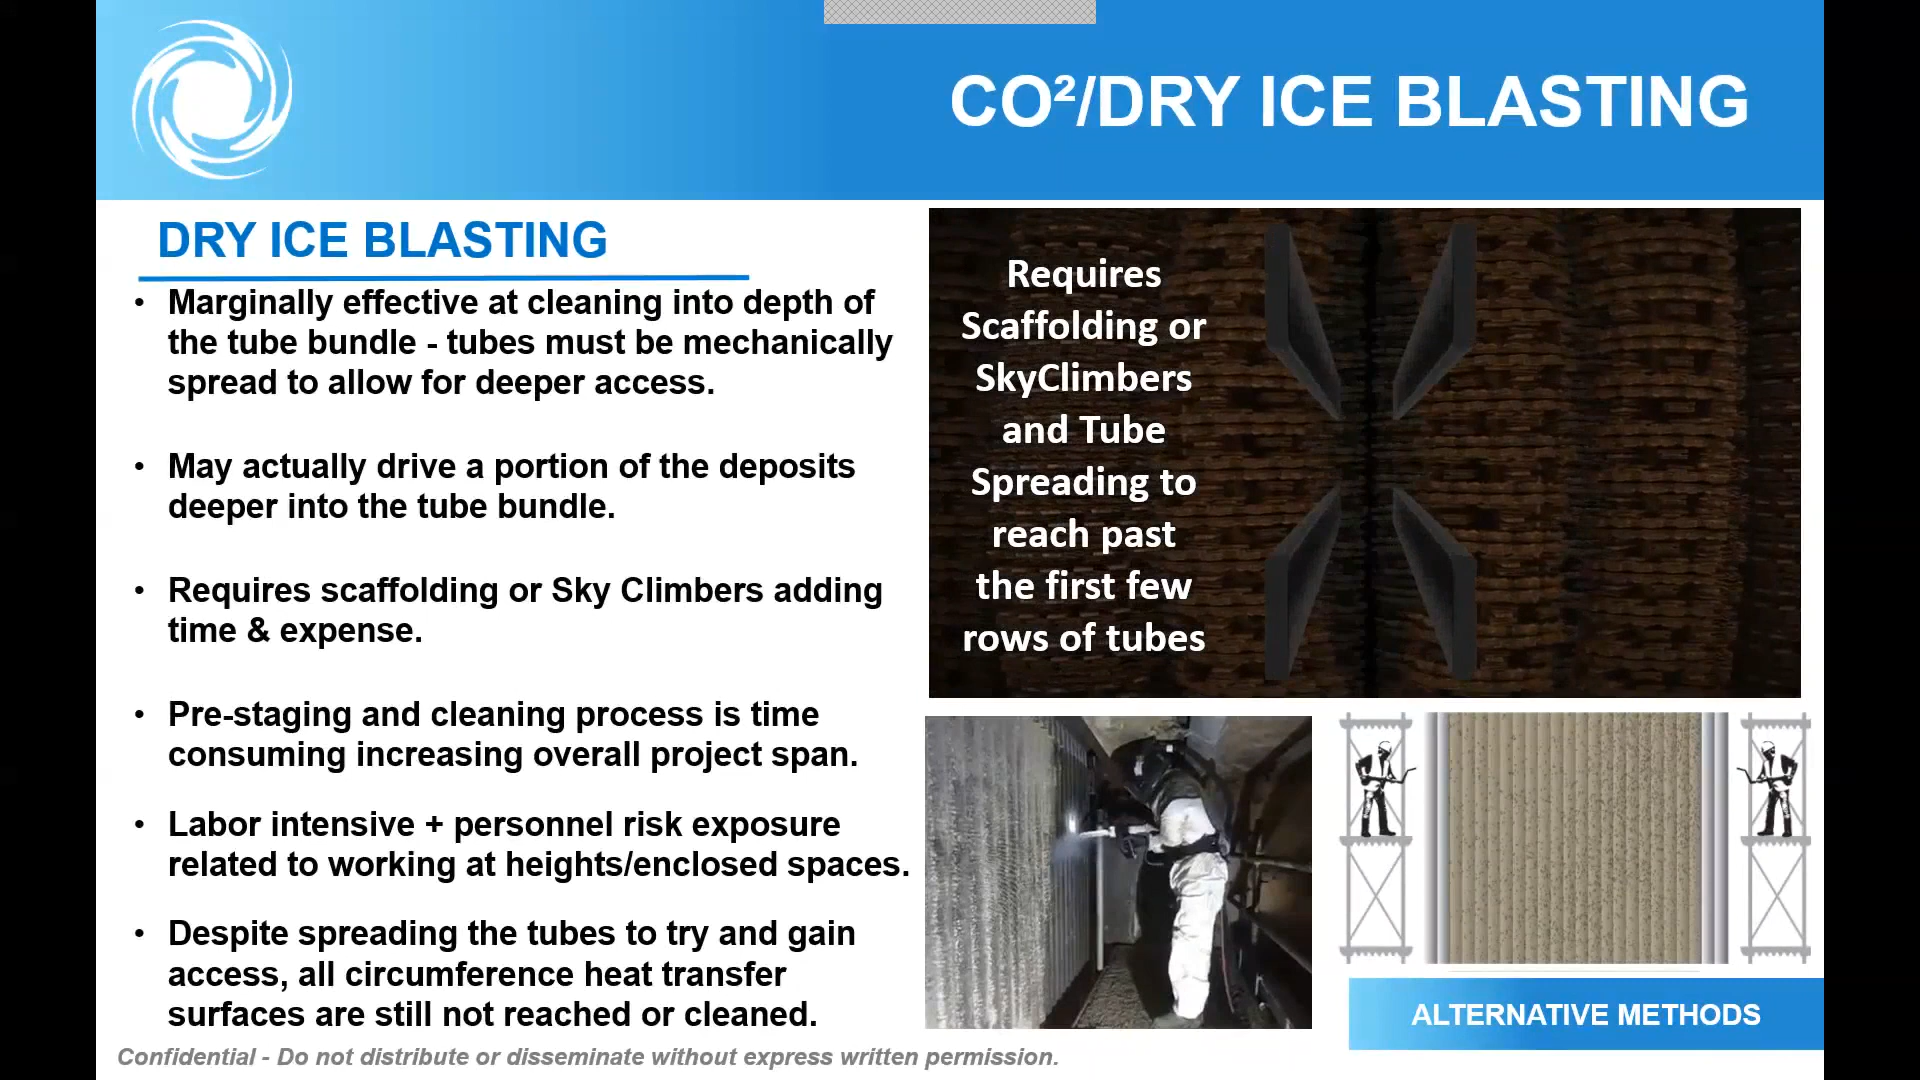 CO²/DRY ICE BLASTING
DRY ICE BLASTING
• Marginally effective at cleaning into depth of
the tube bundle - tubes must be mechanically
spread to allow for deeper access.
• May actually drive a portion of the deposits
deeper into the tube bundle.
• Requires scaffolding or Sky Climbers adding
time & expense.
• Pre-staging and cleaning process is time
consuming increasing overall project span.
• Labor intensive + personnel risk exposure
related to working at heights/enclosed spaces.
• Despite spreading the tubes to try and gain
access, all circumference heat transfer
surfaces are still not reached or cleaned.
Requires
Scaffolding or
SkyClimbers
and Tube
Spreading to
reach past
the first few
rows of tubes
ALTERNATIVE METHODS
Confidential - Do not distribute or disseminate without express written permission.